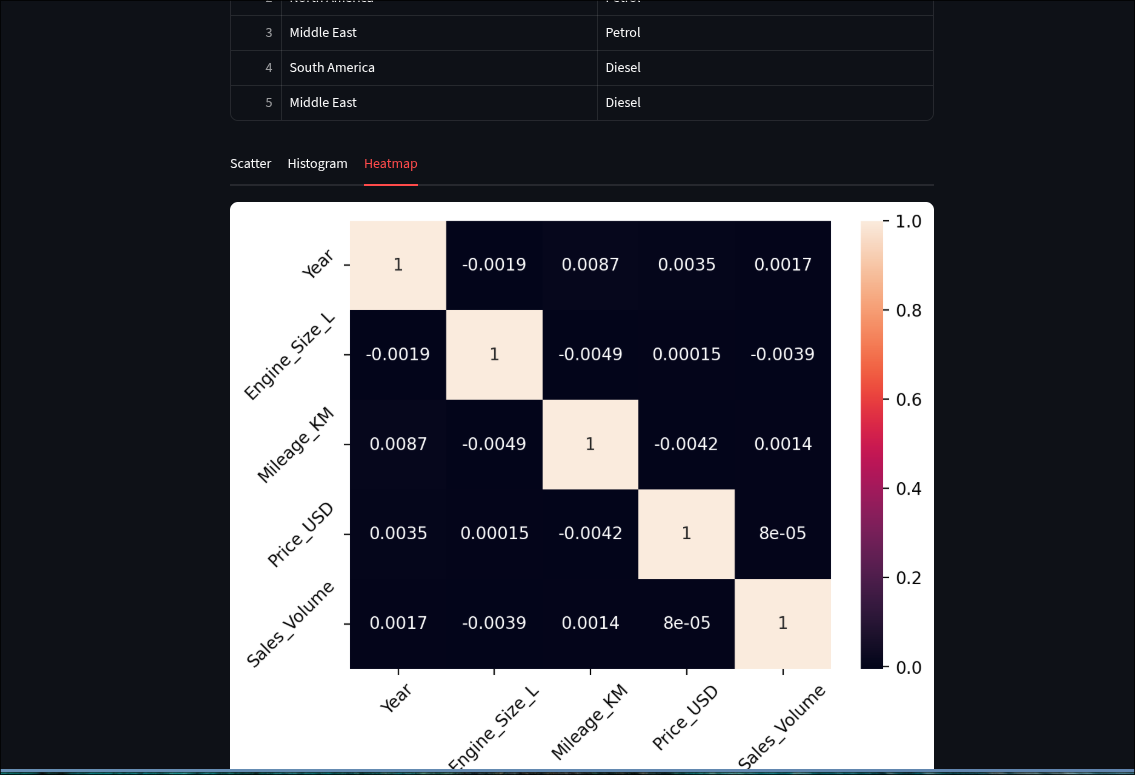 2 North America Petrol
3 Middle East Petrol
4 South America Diesel
5 Middle East Diesel
Scatter Histogram Heatmap
Year 1 -0.0019 0.0087 0.0035 0.0017
Engine_Size_L -0.0019 1 -0.0049 0.00015 -0.0039
Mileage_KM 0.0087 -0.0049 1 -0.0042 0.0014
Price_USD 0.0035 0.00015 -0.0042 1 8e-05
Sales_Volume 0.0017 -0.0039 0.0014 8e-05 1
Year Engine_Size_L Mileage_KM Price_USD Sales_Volume
1.0
0.8
0.6
0.4
0.2
0.0